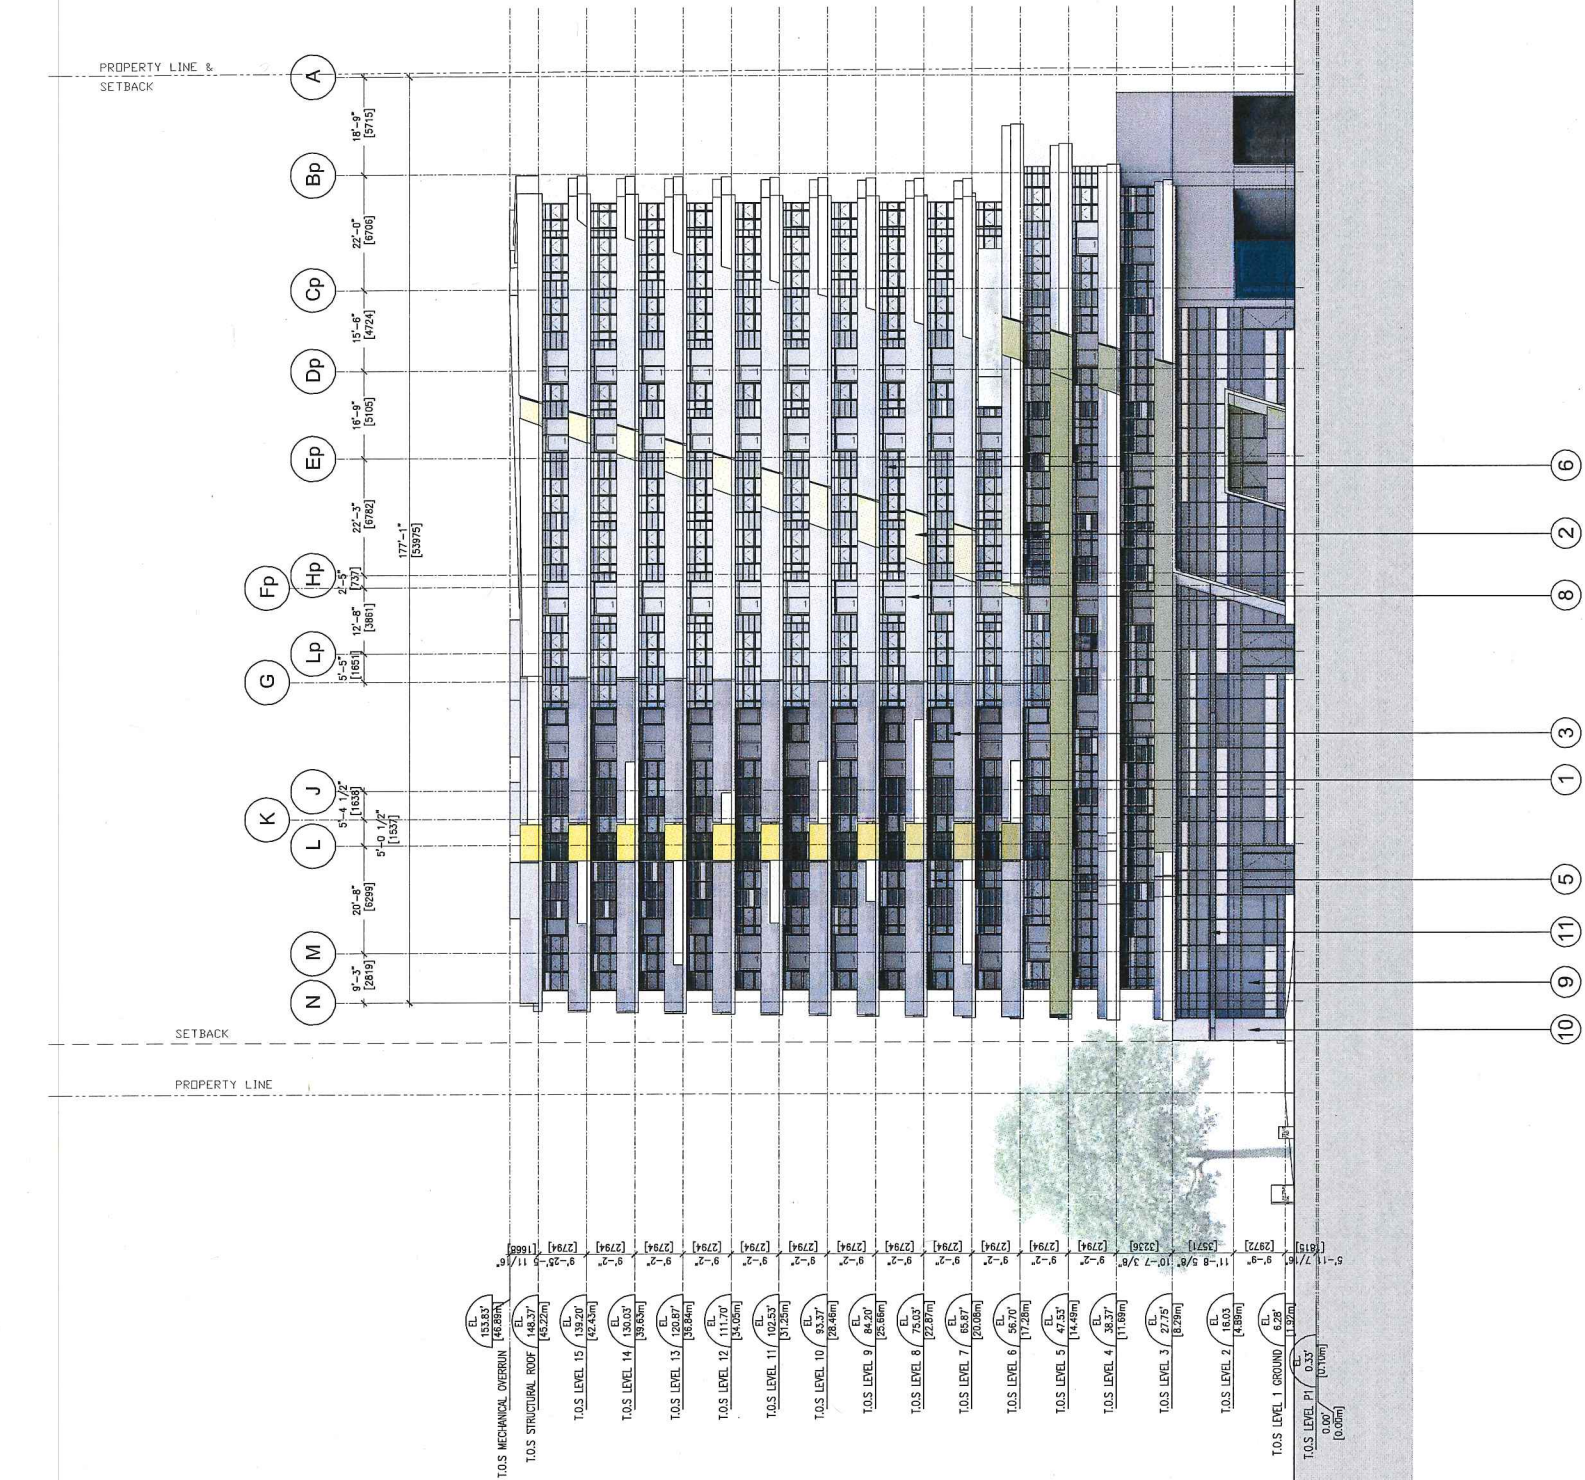 PROPERTY LINE &
SETBACK
A
18'-9"
[5715]
Bp
22'-0"
[6706]
Cp
15'-6"
[4724]
Dp
16'-9"
[5105]
Ep
22'-3"
[6782]
177'-1"
[53975]
Hp
Fp
2'-5"
[737]
12'-8"
[3861]
Lp
5'-5"
[1651]
G
J
5'-4 1/2"
[1638]
K
L
5'-0 1/2"
[1537]
20'-8"
[6299]
M
9'-3"
[2819]
N
SETBACK
PROPERTY LINE
6
2
8
3
1
5
11
9
10
5'-5 11/16"
[1668]
9'-2"
[2794]
9'-2"
[2794]
9'-2"
[2794]
9'-2"
[2794]
9'-2"
[2794]
9'-2"
[2794]
9'-2"
[2794]
9'-2"
[2794]
9'-2"
[2794]
9'-2"
[2794]
9'-2"
[2794]
9'-2"
[2794]
10'-7 3/8"
[3236]
11'-8 5/8"
[3571]
9'-9"
[2972]
5'-11 7/16"
T.O.S MECHANICAL OVERRUN
EL
153.83'
[46.89m]
T.O.S STRUCTURAL ROOF
EL
148.37'
[45.22m]
T.O.S LEVEL 15
EL
139.20'
[42.43m]
T.O.S LEVEL 14
EL
130.03'
[39.63m]
T.O.S LEVEL 13
EL
120.87'
[36.84m]
T.O.S LEVEL 12
EL
111.70'
[34.05m]
T.O.S LEVEL 11
EL
102.53'
[31.25m]
T.O.S LEVEL 10
EL
93.37'
[28.46m]
T.O.S LEVEL 9
EL
84.20'
[25.66m]
T.O.S LEVEL 8
EL
75.03'
[22.87m]
T.O.S LEVEL 7
EL
65.87'
[20.08m]
T.O.S LEVEL 6
EL
56.70'
[17.28m]
T.O.S LEVEL 5
EL
47.53'
[14.49m]
T.O.S LEVEL 4
EL
38.37'
[11.69m]
T.O.S LEVEL 3
EL
27.75'
[8.29m]
T.O.S LEVEL 2
EL
16.03
[4.89m]
T.O.S LEVEL 1 GROUND
EL
6.28'
[1.92m]
T.O.S LEVEL P1
EL
0.33'
[0.10m]
0.00'
[0.00m]